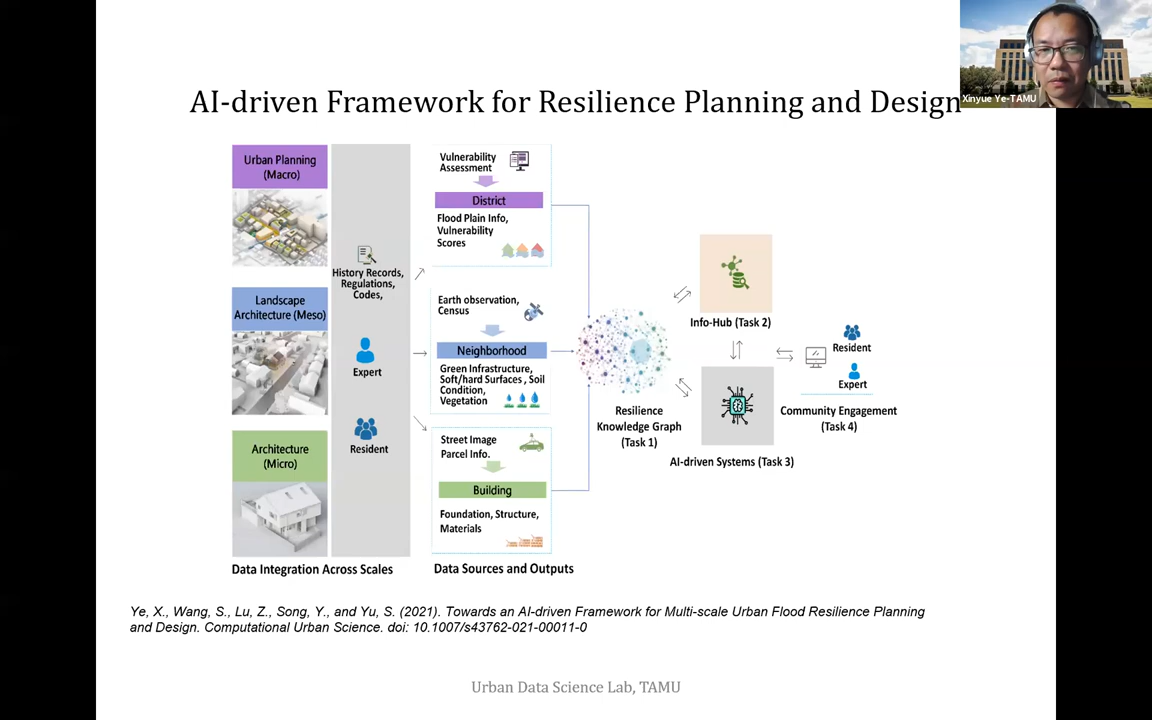 Xinyue Ye-TAMU
AI-driven Framework for Resilience Planning and Design
Urban Planning
(Macro)
Landscape
Architecture (Meso)
Architecture
(Micro)
History Records,
Regulations,
Codes,
Expert
Resident
Data Integration Across Scales
Vulnerability
Assessment
District
Flood Plain Info,
Vulnerability
Scores
Earth observation,
Census
Neighborhood
Green Infrastructure,
Soft/hard Surfaces , Soil
Condition,
Vegetation
Street Image
Parcel Info.
Building
Foundation, Structure,
Materials
Data Sources and Outputs
Resilience
Knowledge Graph
(Task 1)
Info-Hub (Task 2)
AI-driven Systems (Task 3)
Resident
Expert
Community Engagement
(Task 4)
Ye, X., Wang, S., Lu, Z., Song, Y., and Yu, S. (2021). Towards an AI-driven Framework for Multi-scale Urban Flood Resilience Planning
and Design. Computational Urban Science. doi: 10.1007/s43762-021-00011-0
Urban Data Science Lab, TAMU